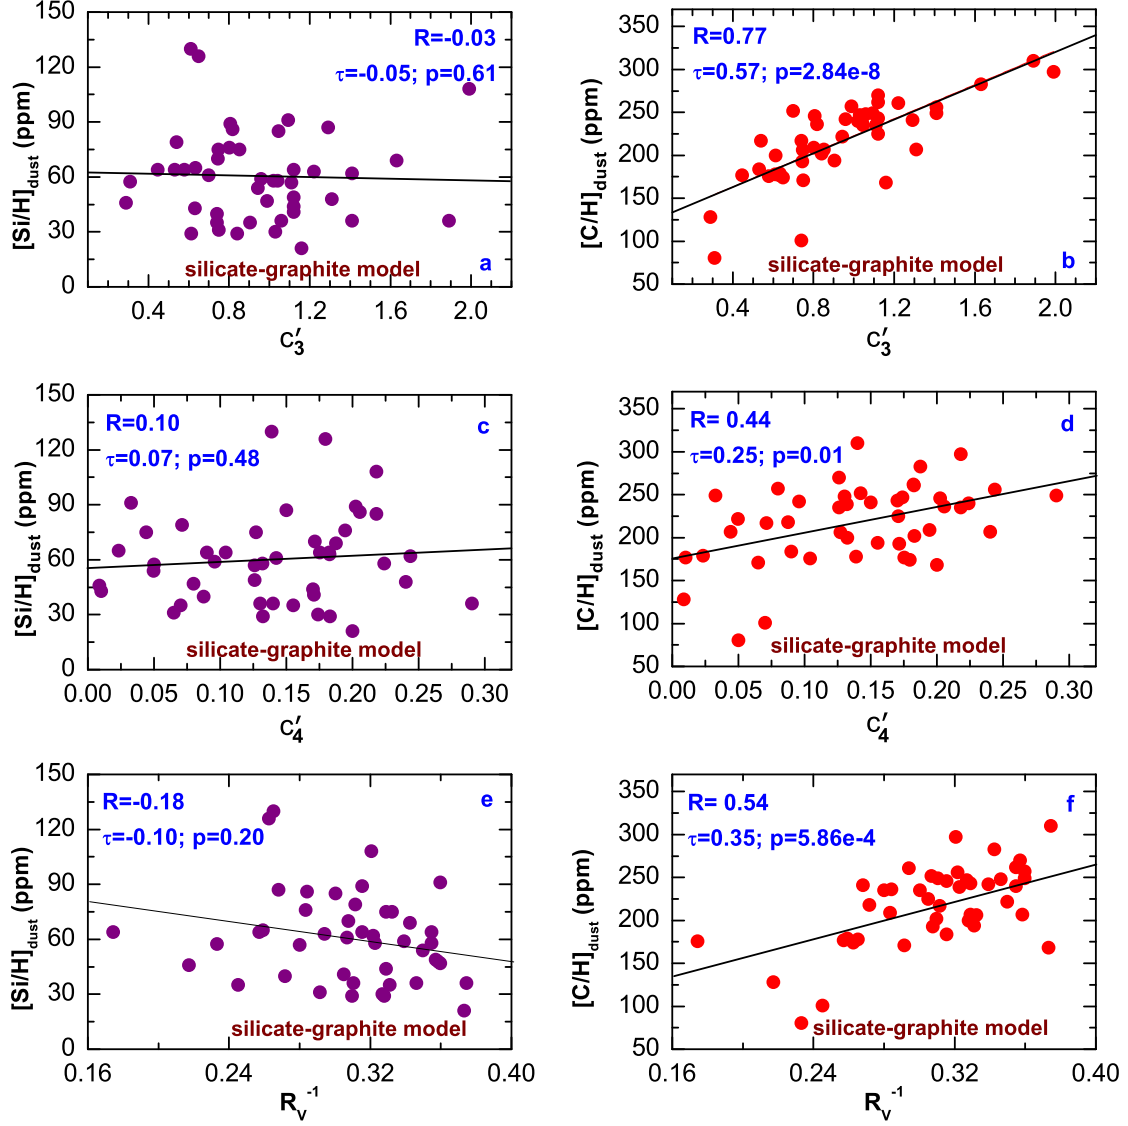 150
120
90
60
30
0
[Si/H]dust (ppm)
R=-0.03
τ=-0.05; p=0.61
silicate-graphite model
a
0.4 0.8 1.2 1.6 2.0
c′3
350
300
250
200
150
100
50
[C/H]dust (ppm)
R=0.77
τ=0.57; p=2.84e-8
silicate-graphite model
b
0.4 0.8 1.2 1.6 2.0
c′3
150
120
90
60
30
0
[Si/H]dust (ppm)
R=0.10
c
τ=0.07; p=0.48
silicate-graphite model
0.00 0.05 0.10 0.15 0.20 0.25 0.30
c′4
350
300
250
200
150
100
50
[C/H]dust (ppm)
R= 0.44
d
τ=0.25; p=0.01
silicate-graphite model
0.00 0.05 0.10 0.15 0.20 0.25 0.30
c′4
150
120
90
60
30
0
[Si/H]dust (ppm)
R=-0.18
e
τ=-0.10; p=0.20
silicate-graphite model
0.16 0.24 0.32 0.40
RV-1
350
300
250
200
150
100
50
[C/H]dust (ppm)
R= 0.54
f
τ=0.35; p=5.86e-4
silicate-graphite model
0.16 0.24 0.32 0.40
RV-1